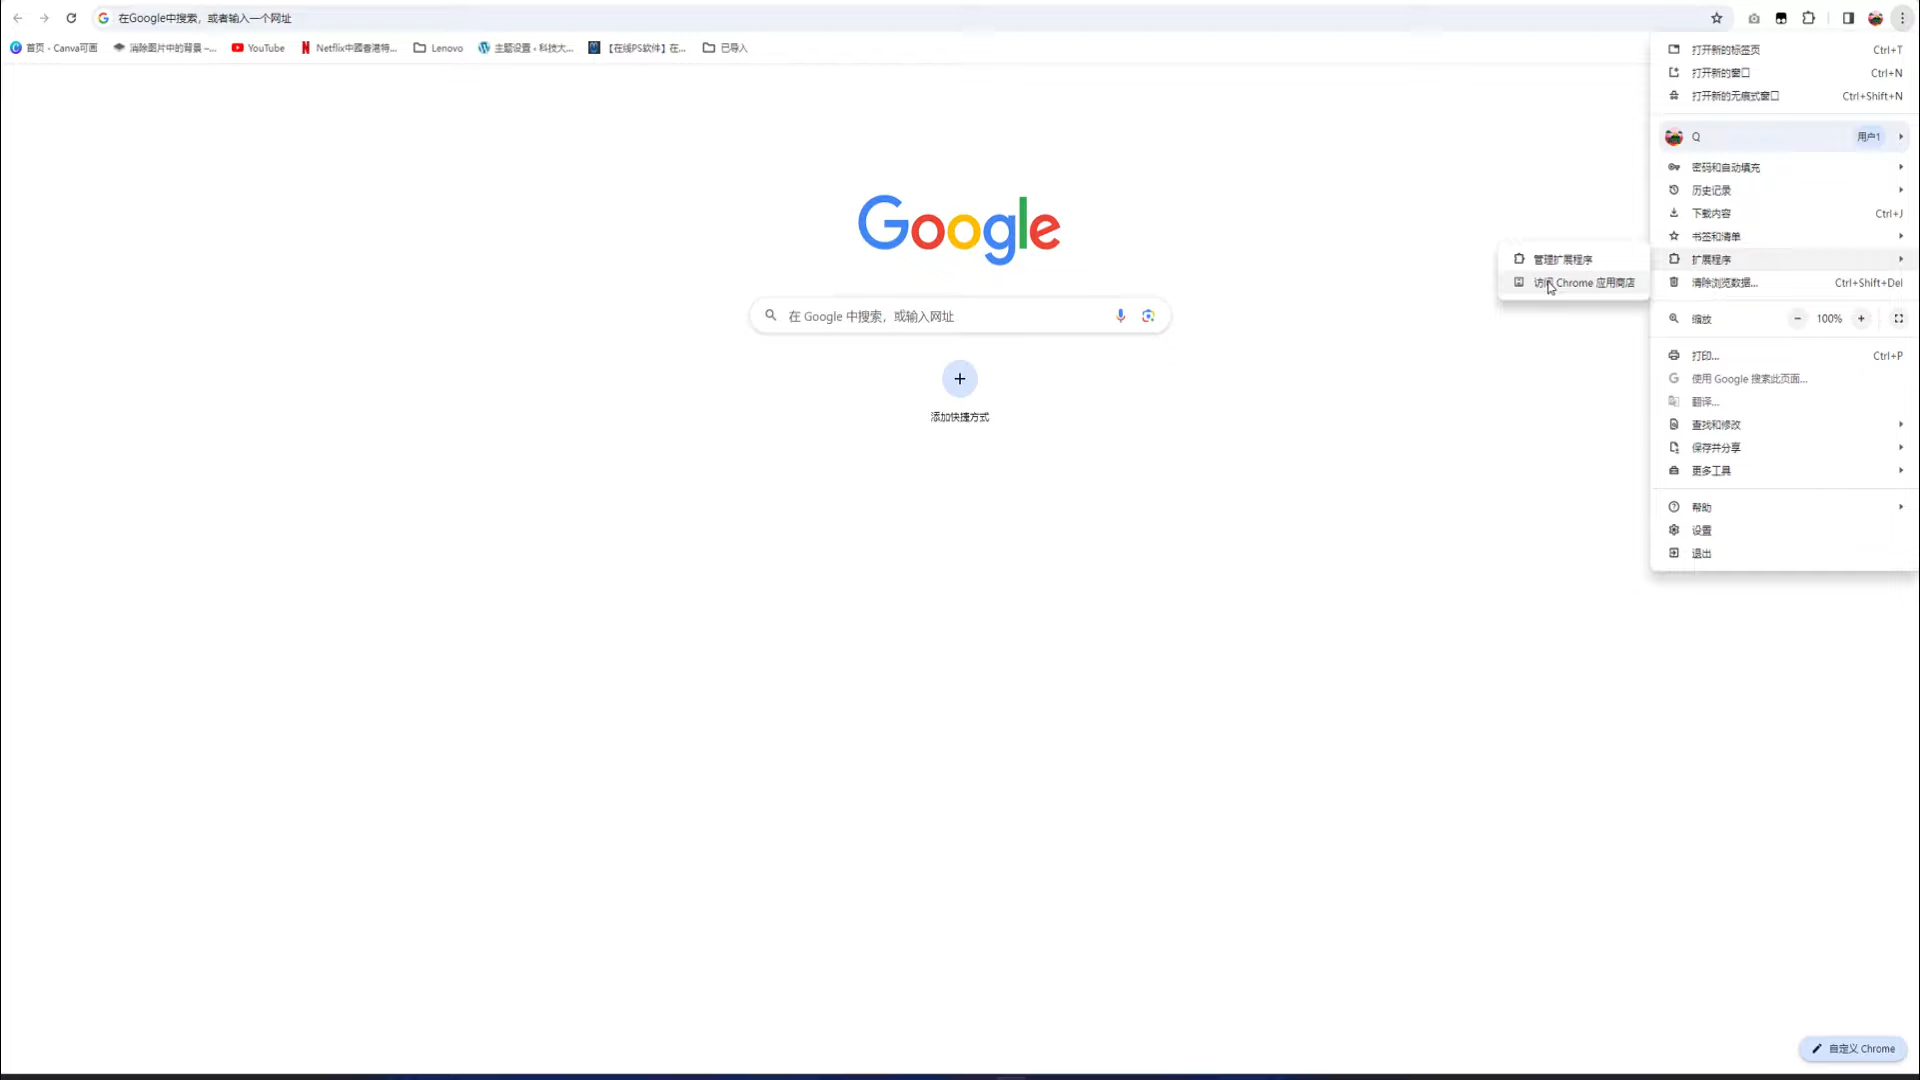 在Google中搜索，或者输入一个网址
首页 - Canva可画
消除图片中的背景 –...
YouTube
Netflix中國香港特...
Lenovo
主题设置 ‹ 科技大...
【在线PS软件】在...
已导入
打开新的标签页 Ctrl+T
打开新的窗口 Ctrl+N
打开新的无痕式窗口 Ctrl+Shift+N
Q 用户1
密码和自动填充
历史记录
下载内容 Ctrl+J
书签和清单
扩展程序
管理扩展程序
访问 Chrome 应用商店
清除浏览数据... Ctrl+Shift+Del
缩放 − 100% +
打印... Ctrl+P
使用 Google 搜索此页面...
翻译...
查找和修改
保存并分享
更多工具
帮助
设置
退出
Google
在 Google 中搜索，或输入网址
添加快捷方式
自定义 Chrome